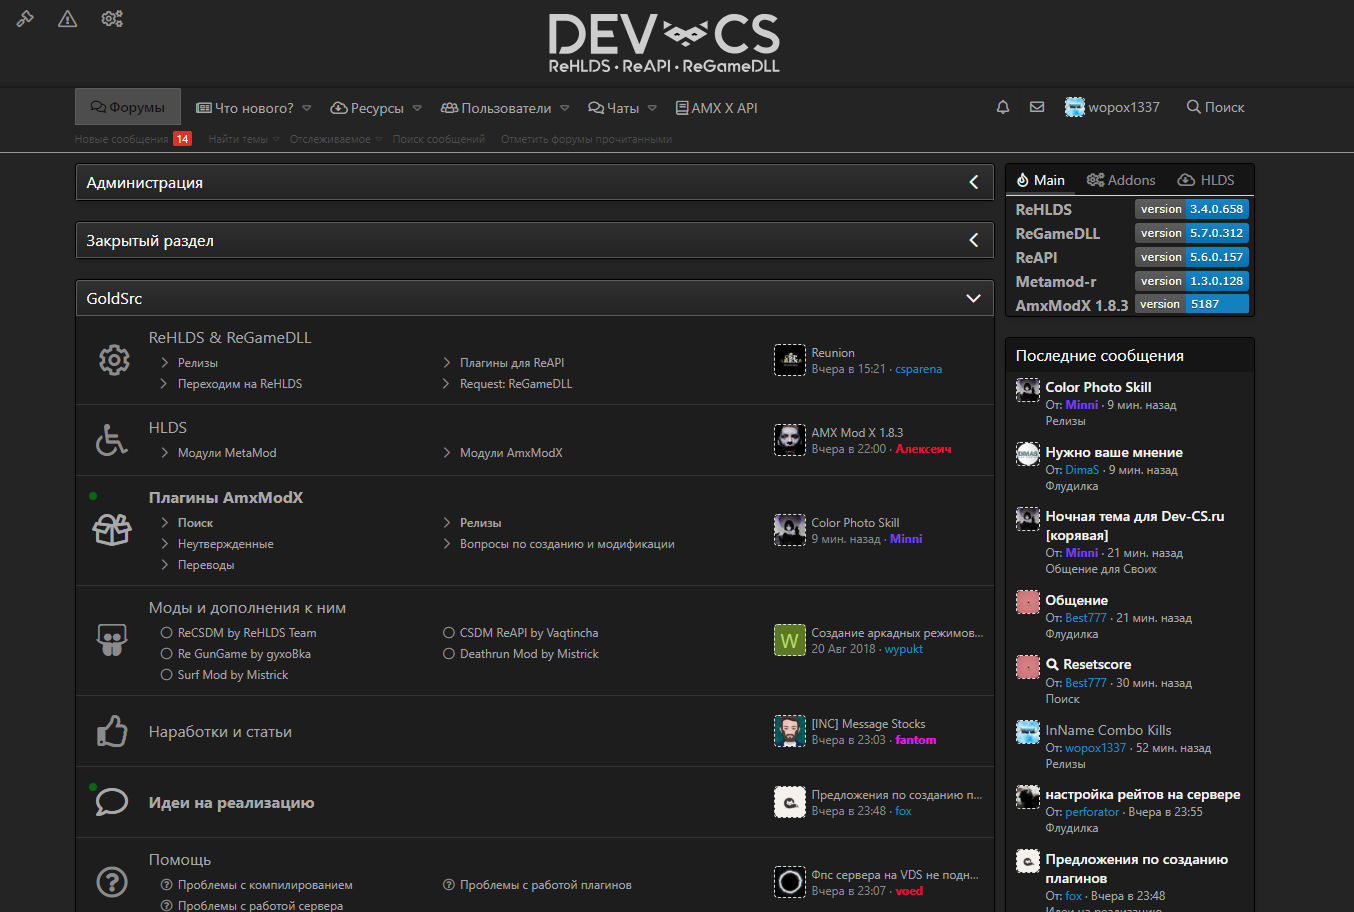 DEV CS
ReHLDS • ReAPI • ReGameDLL
Форумы
Что нового?
Ресурсы
Пользователи
Чаты
AMX X API
wopox1337
Поиск
Новые сообщения 14
Найти темы
Отслеживаемое
Поиск сообщений
Отметить форумы прочитанными
Администрация
Закрытый раздел
GoldSrc
ReHLDS & ReGameDLL
Релизы
Плагины для ReAPI
Переходим на ReHLDS
Request: ReGameDLL
Reunion
Вчера в 15:21 · csparena
HLDS
Модули MetaMod
Модули AmxModX
AMX Mod X 1.8.3
Вчера в 22:00 · Алексеич
Плагины AmxModX
Поиск
Релизы
Неутвержденные
Вопросы по созданию и модификации
Переводы
Color Photo Skill
9 мин. назад · Minni
Моды и дополнения к ним
ReCSDM by ReHLDS Team
CSDM ReAPI by Vaqtincha
Re GunGame by gyxoBka
Deathrun Mod by Mistrick
Surf Mod by Mistrick
W
Создание аркадных режимов...
20 Авг 2018 · wypukt
Наработки и статьи
[INC] Message Stocks
Вчера в 23:03 · fantom
Идеи на реализацию
Предложения по созданию п...
Вчера в 23:48 · fox
Помощь
Проблемы с компилированием
Проблемы с работой плагинов
Проблемы с работой сервера
Фпс сервера на VDS не подн...
Вчера в 23:07 · voed
Main
Addons
HLDS
ReHLDS version 3.4.0.658
ReGameDLL version 5.7.0.312
ReAPI version 5.6.0.157
Metamod-r version 1.3.0.128
AmxModX 1.8.3 version 5187
Последние сообщения
Color Photo Skill
От: Minni · 9 мин. назад
Релизы
DIMAS
Нужно ваше мнение
От: DimaS · 9 мин. назад
Флудилка
Ночная тема для Dev-CS.ru
[корявая]
От: Minni · 21 мин. назад
Общение для Своих
Общение
От: Best777 · 21 мин. назад
Флудилка
Resetscore
От: Best777 · 30 мин. назад
Поиск
InName Combo Kills
От: wopox1337 · 52 мин. назад
Релизы
настройка рейтов на сервере
От: perforator · Вчера в 23:55
Флудилка
Предложения по созданию
плагинов
От: fox · Вчера в 23:48
Идеи на реализацию